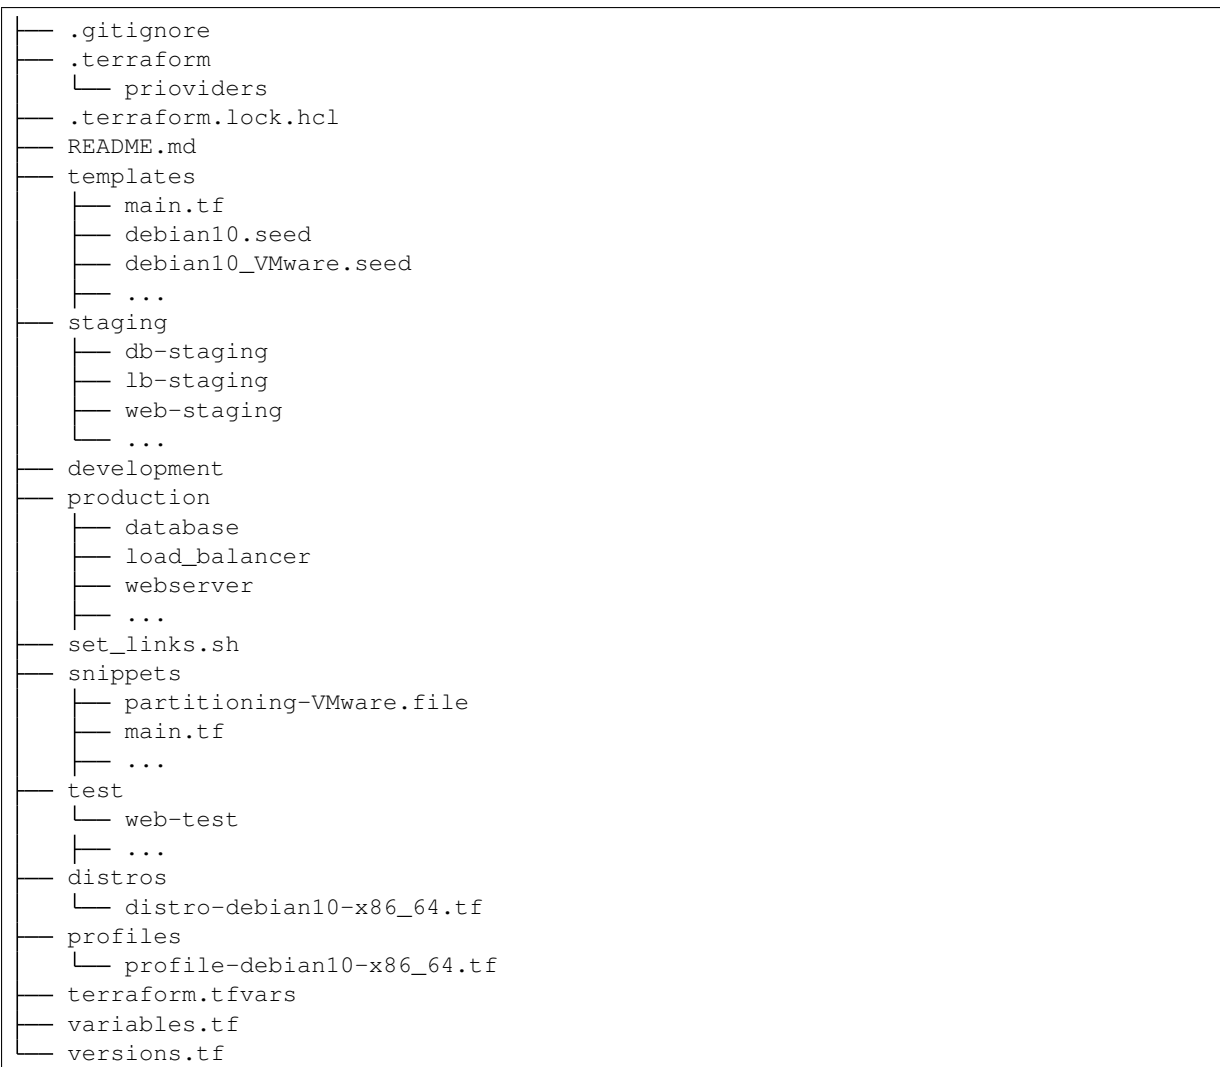 ├── .gitignore
├── .terraform
│   └── prioviders
├── .terraform.lock.hcl
├── README.md
├── templates
│   ├── main.tf
│   ├── debian10.seed
│   ├── debian10_VMware.seed
│   ├── ...
├── staging
│   ├── db-staging
│   ├── lb-staging
│   ├── web-staging
│   └── ...
├── development
├── production
│   ├── database
│   ├── load_balancer
│   ├── webserver
│   ├── ...
├── set_links.sh
├── snippets
│   ├── partitioning-VMware.file
│   ├── main.tf
│   ├── ...
├── test
│   └── web-test
│   ├── ...
├── distros
│   └── distro-debian10-x86_64.tf
├── profiles
│   └── profile-debian10-x86_64.tf
├── terraform.tfvars
├── variables.tf
└── versions.tf